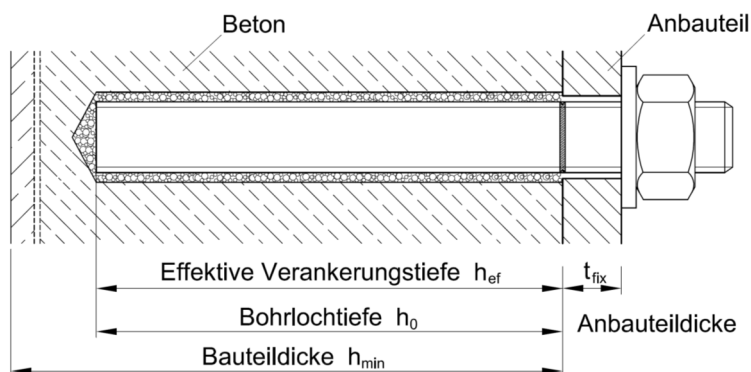 Beton
Anbauteil
Effektive Verankerungstiefe hef
tfix
Bohrlochtiefe h0
Anbauteildicke
Bauteildicke hmin